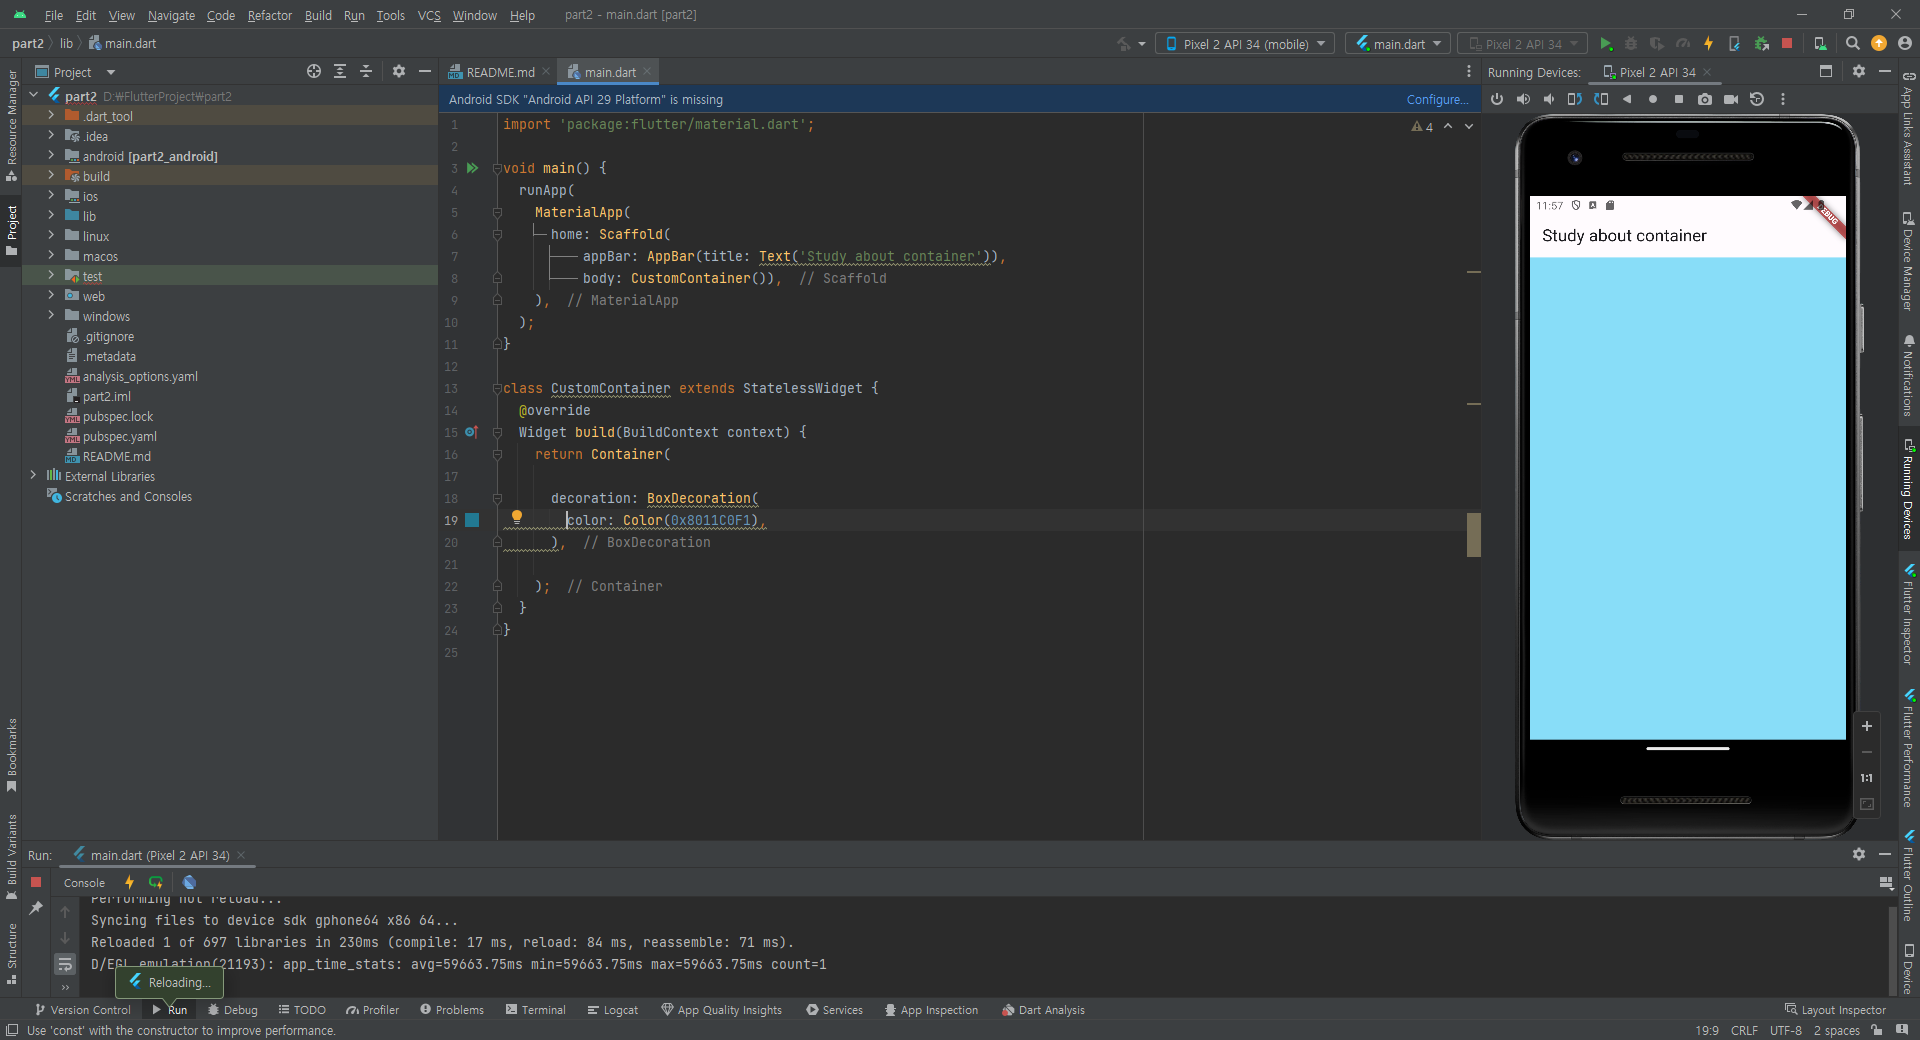 File Edit View Navigate Code Refactor Build Run Tools VCS Window Help part2 - main.dart [part2]
part2 lib main.dart
Pixel 2 API 34 (mobile) main.dart Pixel 2 API 34
Project
README.md main.dart
Running Devices: Pixel 2 API 34
Android SDK "Android API 29 Platform" is missing Configure...
part2 D:₩FlutterProject₩part2
.dart_tool
.idea
android [part2_android]
build
ios
lib
linux
macos
test
web
windows
.gitignore
.metadata
analysis_options.yaml
part2.iml
pubspec.lock
pubspec.yaml
README.md
External Libraries
Scratches and Consoles
1 import 'package:flutter/material.dart';
2
3 void main() {
4 runApp(
5 MaterialApp(
6 home: Scaffold(
7 appBar: AppBar(title: Text('Study about container')),
8 body: CustomContainer()), // Scaffold
9 ), // MaterialApp
10 );
11 }
12
13 class CustomContainer extends StatelessWidget {
14 @override
15 Widget build(BuildContext context) {
16 return Container(
17
18 decoration: BoxDecoration(
19 color: Color(0x8011C0F1),
20 ), // BoxDecoration
21
22 ); // Container
23 }
24 }
25
4
11:57
DEBUG
Study about container
1:1
Resource Manager
Project
Bookmarks
Build Variants
Structure
App Links Assistant
Device Manager
Notifications
Running Devices
Flutter Inspector
Flutter Performance
Flutter Outline
Device
Run: main.dart (Pixel 2 API 34)
Console
Performing hot reload...
Syncing files to device sdk gphone64 x86 64...
Reloaded 1 of 697 libraries in 230ms (compile: 17 ms, reload: 84 ms, reassemble: 71 ms).
D/EGL_emulation(21193): app_time_stats: avg=59663.75ms min=59663.75ms max=59663.75ms count=1
Reloading...
Version Control Run Debug TODO Profiler Problems Terminal Logcat App Quality Insights Services App Inspection Dart Analysis Layout Inspector
Use 'const' with the constructor to improve performance. 19:9 CRLF UTF-8 2 spaces